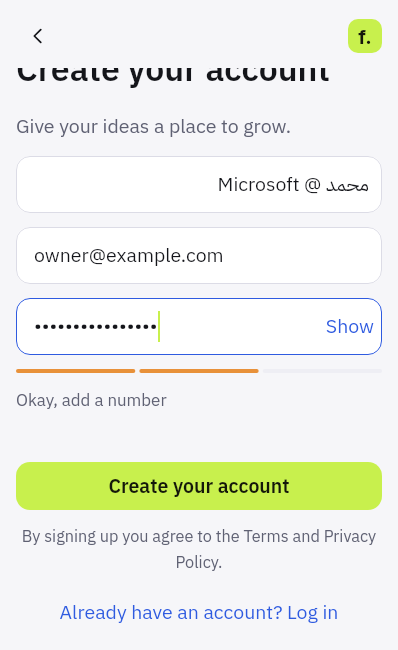 f.
Create your account
Give your ideas a place to grow.
محمد @ Microsoft
owner@example.com
•••••••••••••••• Show
Okay, add a number
Create your account
By signing up you agree to the Terms and Privacy
Policy.
Already have an account? Log in